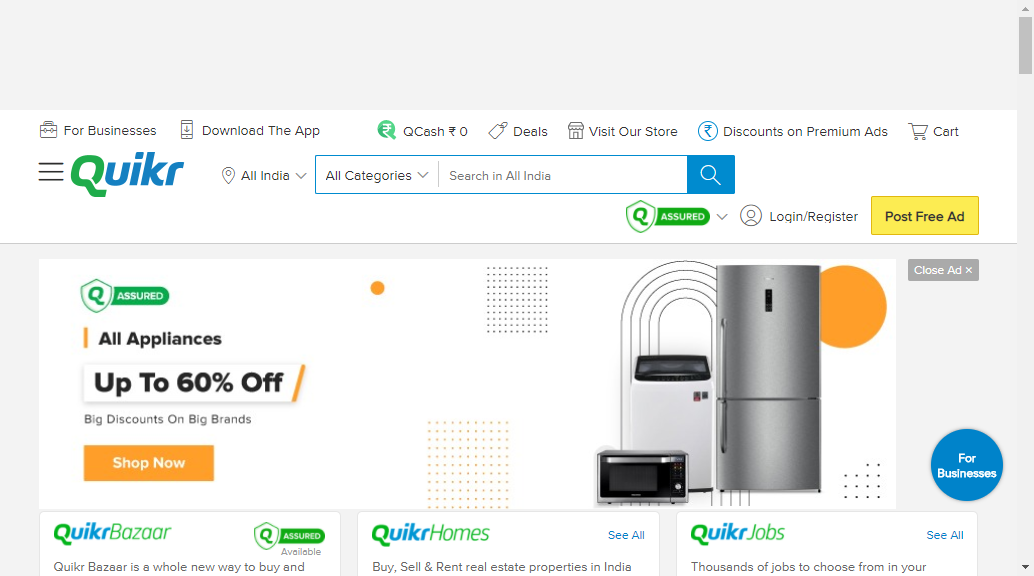 For Businesses
Download The App
QCash ₹ 0
Deals
Visit Our Store
Discounts on Premium Ads
Cart
Quikr
All India
All Categories
Search in All India
Q ASSURED
Login/Register
Post Free Ad
Close Ad ×
Q ASSURED
All Appliances
Up To 60% Off
Big Discounts On Big Brands
Shop Now
For
Businesses
QuikrBazaar
Q ASSURED
Available
Quikr Bazaar is a whole new way to buy and
QuikrHomes
See All
Buy, Sell & Rent real estate properties in India
QuikrJobs
See All
Thousands of jobs to choose from in your